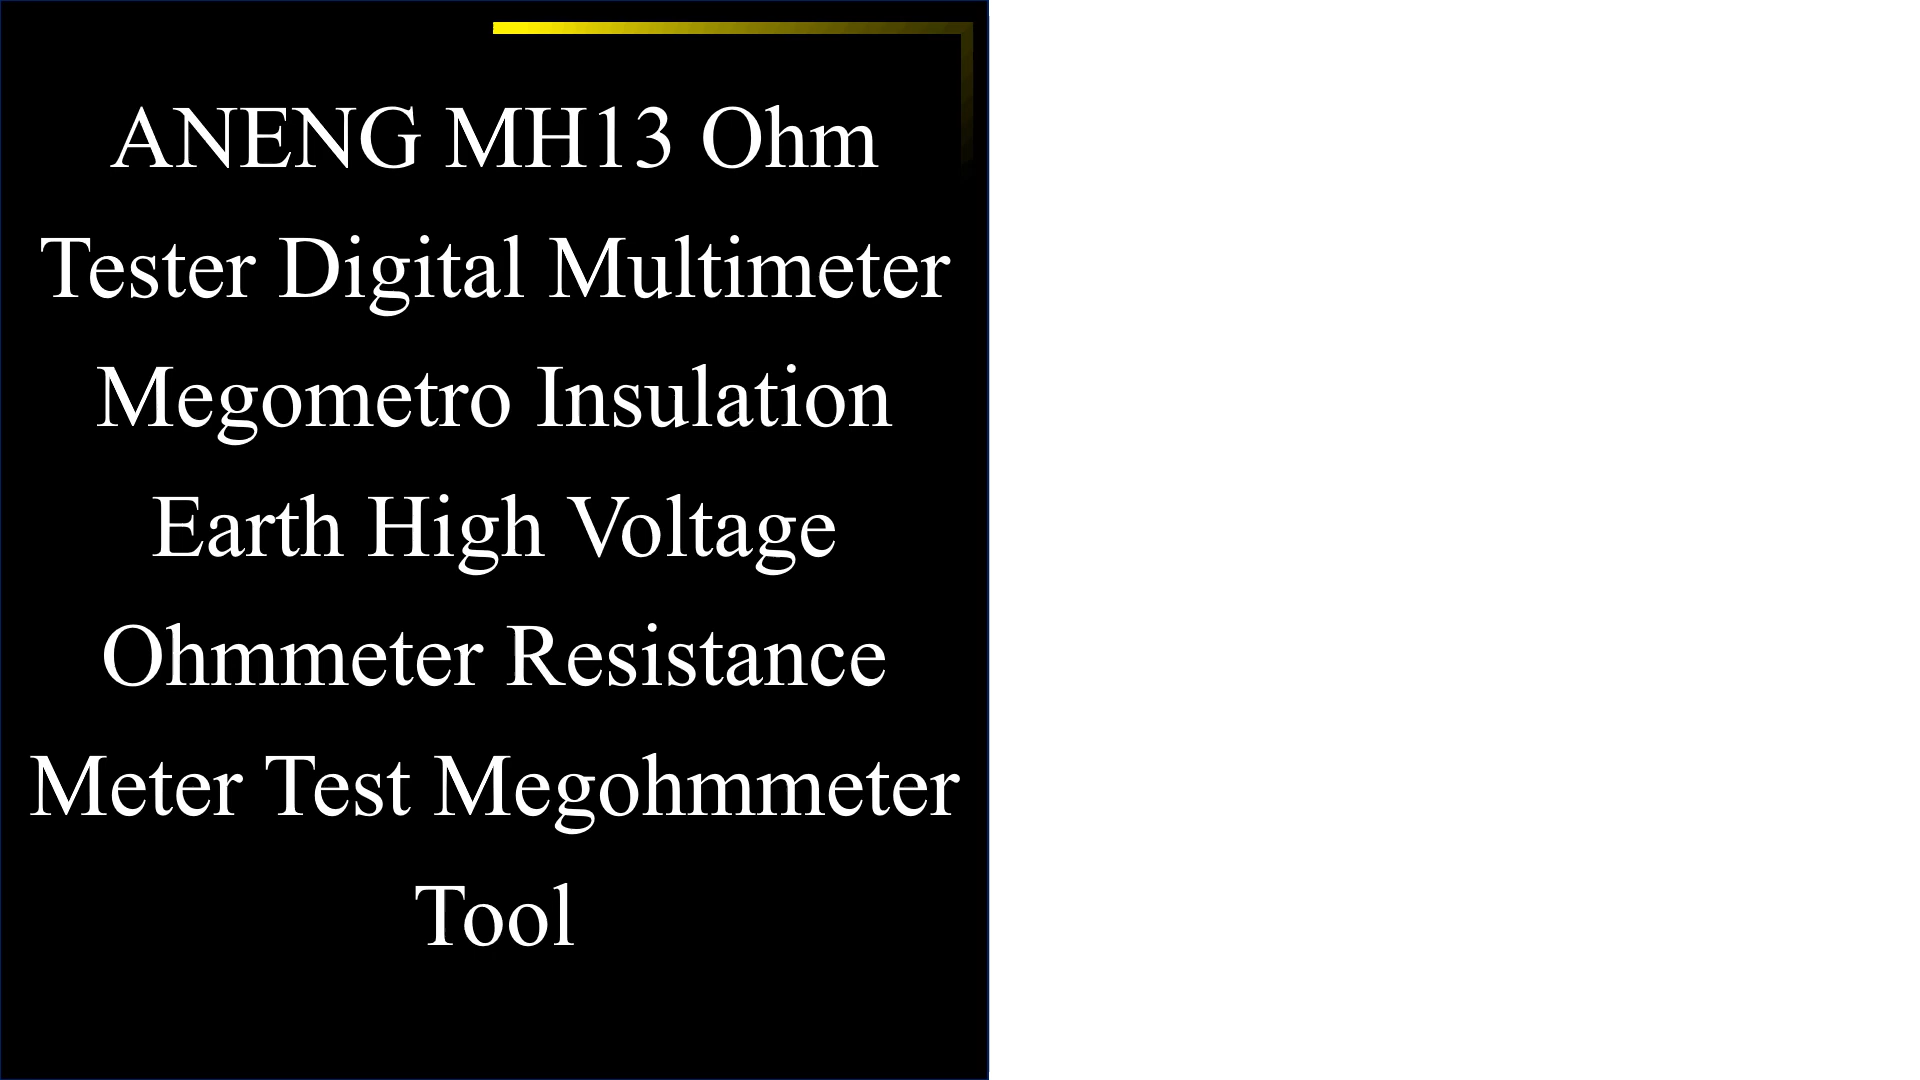 ANENG MH13 Ohm
Tester Digital Multimeter
Megometro Insulation
Earth High Voltage
Ohmmeter Resistance
Meter Test Megohmmeter
Tool